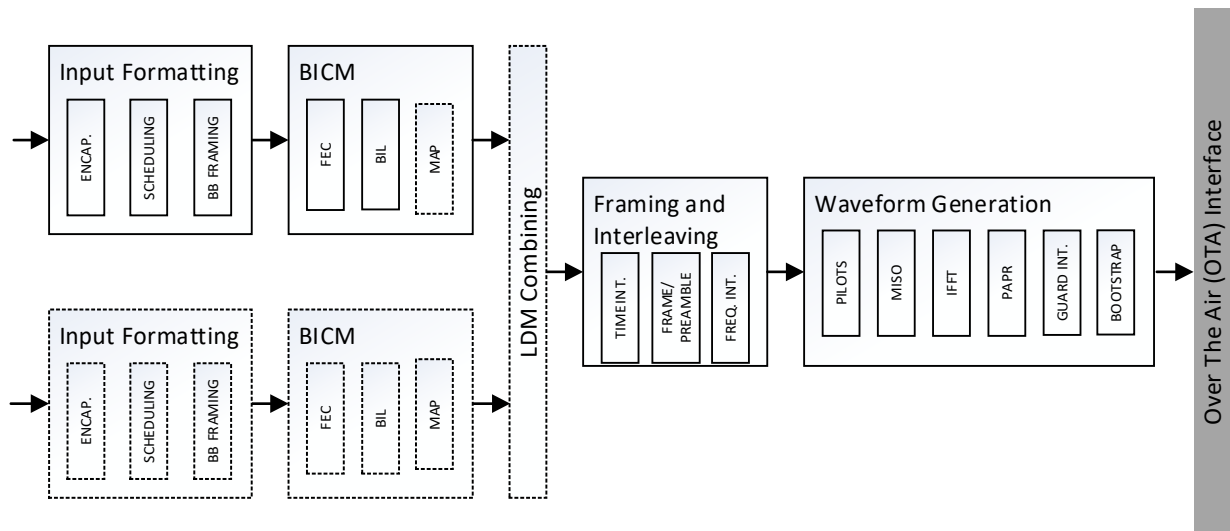 Input Formatting
ENCAP.
SCHEDULING
BB FRAMING
BICM
FEC
BIL
MAP
Input Formatting
ENCAP.
SCHEDULING
BB FRAMING
BICM
FEC
BIL
MAP
LDM Combining
Framing and
Interleaving
TIME INT.
FRAME/
PREAMBLE
FREQ. INT.
Waveform Generation
PILOTS
MISO
IFFT
PAPR
GUARD INT.
BOOTSTRAP
Over The Air (OTA) Interface